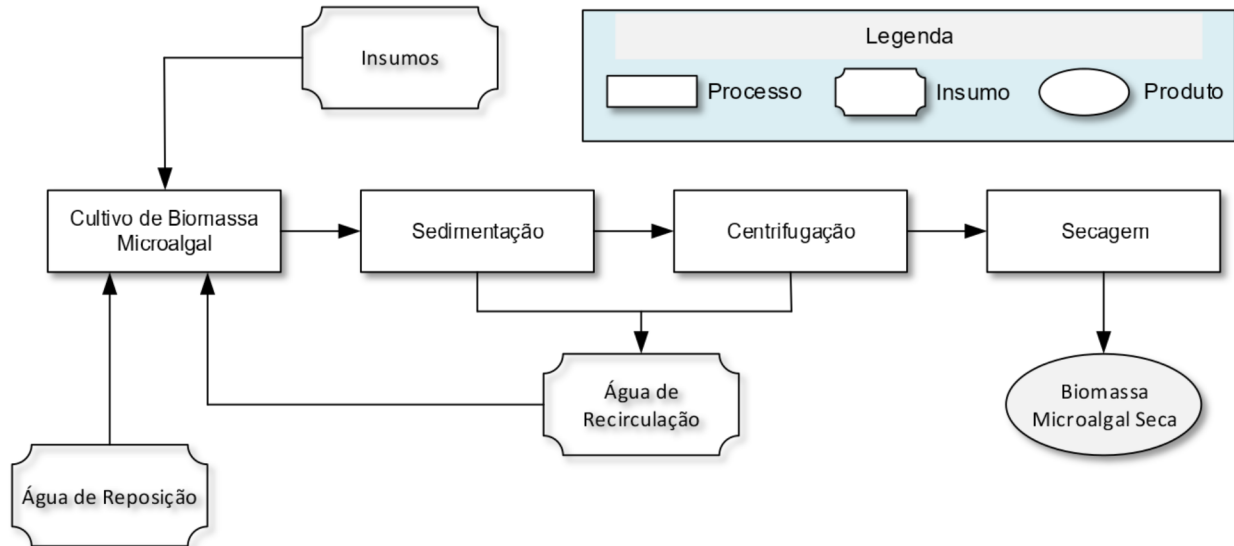 Insumos
Legenda
Processo
Insumo
Produto
Cultivo de Biomassa
Microalgal
Sedimentação
Centrifugação
Secagem
Água de
Recirculação
Biomassa
Microalgal Seca
Água de Reposição